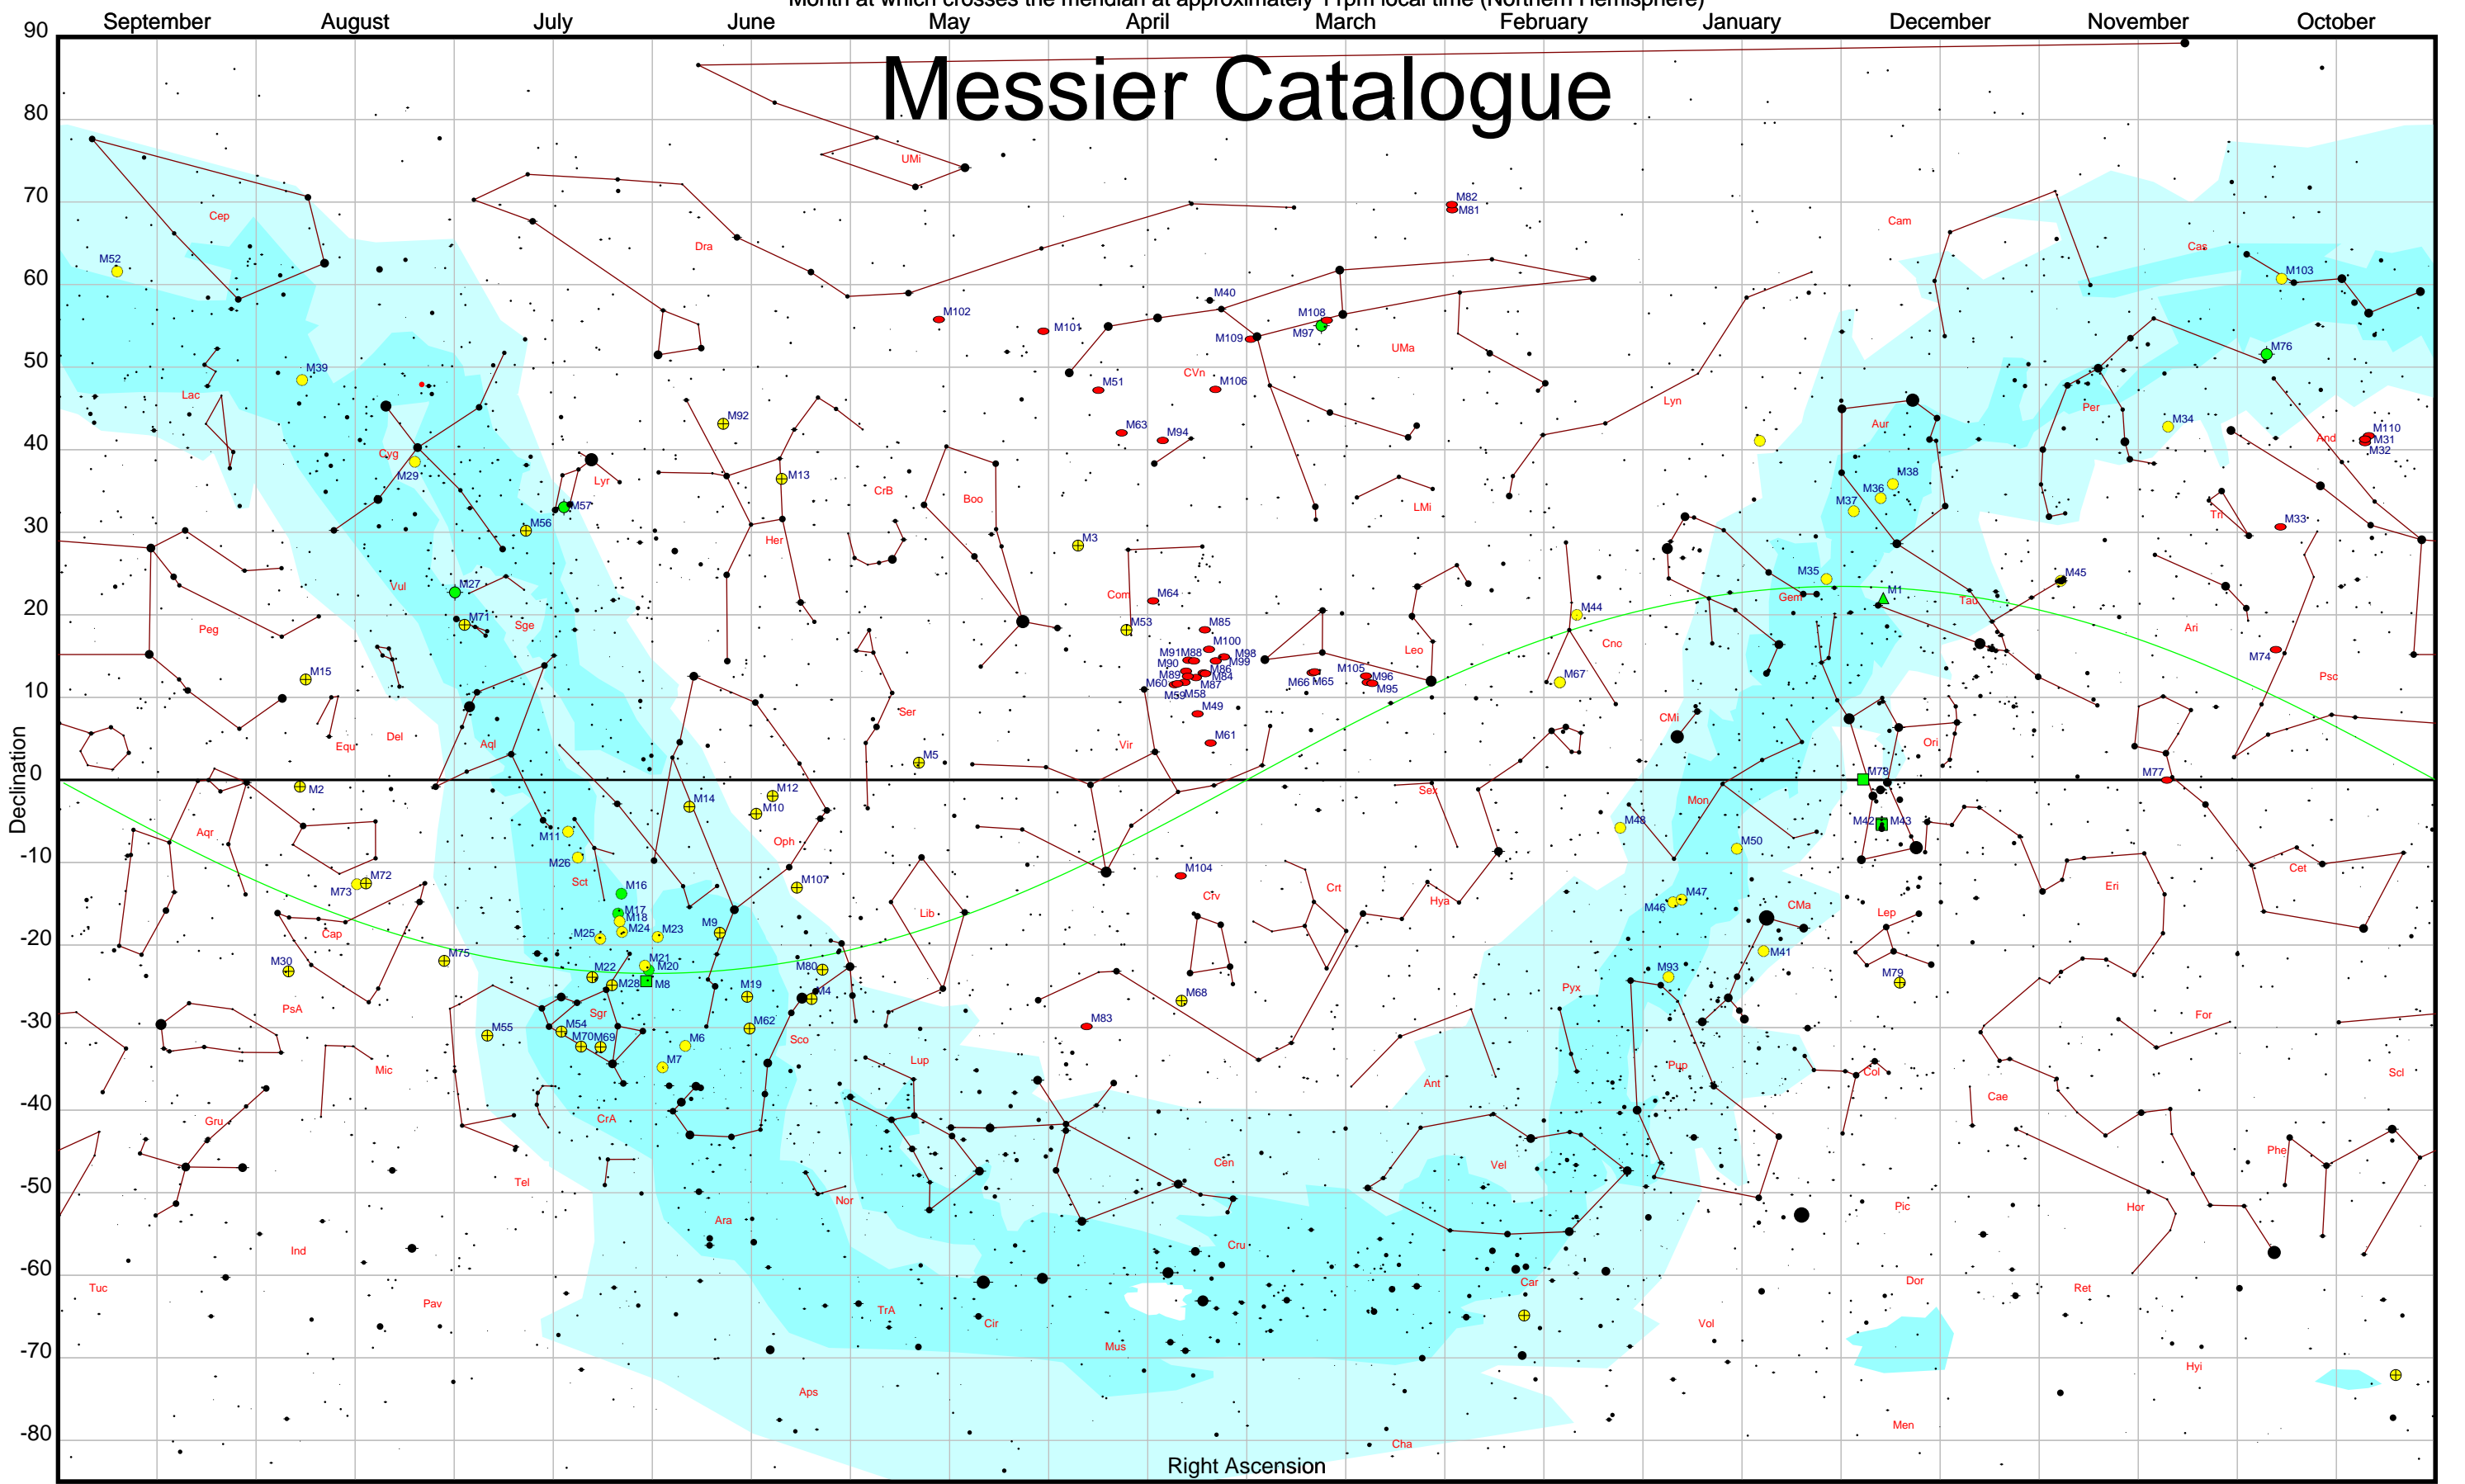 Month at which crosses the meridian at approximately 11pm local time (Northern Hemisphere)
September August July June May April March February January December November October
Messier Catalogue
90
80
70
60
50
40
30
20
10
0
-10
-20
-30
-40
-50
-60
-70
-80
Declination
Right Ascension
UMi
M82
M81
Cep
Dra
Cam
Cas
M52
M103
M40
M102
M101
M108
M97
M109
UMa
M76
M39
CVn
M51
M106
Lac
Lyn
Per
M92
M63
M94
Aur
M34
And
M110
M31
M32
Cyg
M29
Lyr
M13
CrB
Boo
M38
M36
M37
LMi
M57
M56
Her
M3
Tri
M33
Vul
M27
Com
M64
M35
Gem
M1
Tau
M45
M71
Sge
M53
M44
Peg
M85
Cnc
Ari
M100
M98
M91
M88
M99
M90
M86
M84
M89
M87
M60
M59
M58
Leo
M105
M96
M95
M66
M65
M74
M15
M67
Psc
M49
Ser
CMi
Del
Equ
Aql
Vir
M61
Ori
M5
M78
M77
M2
M12
M14
M10
Sex
Mon
M48
M42
M43
Aqr
M11
Oph
M50
M26
Cet
M72
M73
M107
M104
Sct
M16
Crv
Crt
Hya
M47
M46
Eri
M17
M18
M24
Lib
CMa
Lep
M9
Cap
M25
M23
M75
M21
M20
M30
M22
M80
M41
M28
M8
M93
M79
M19
M4
M68
Pyx
PsA
Sgr
M54
M55
M62
M83
For
M70
M69
M6
Sco
M7
Lup
Mic
Pup
Col
Scl
Ant
Cae
Gru
CrA
Phe
Cen
Vel
Tel
Nor
Ara
Pic
Hor
Ind
Cru
Tuc
Pav
Car
Dor
Ret
TrA
Cir
Vol
Mus
Hyi
Aps
Men
Cha